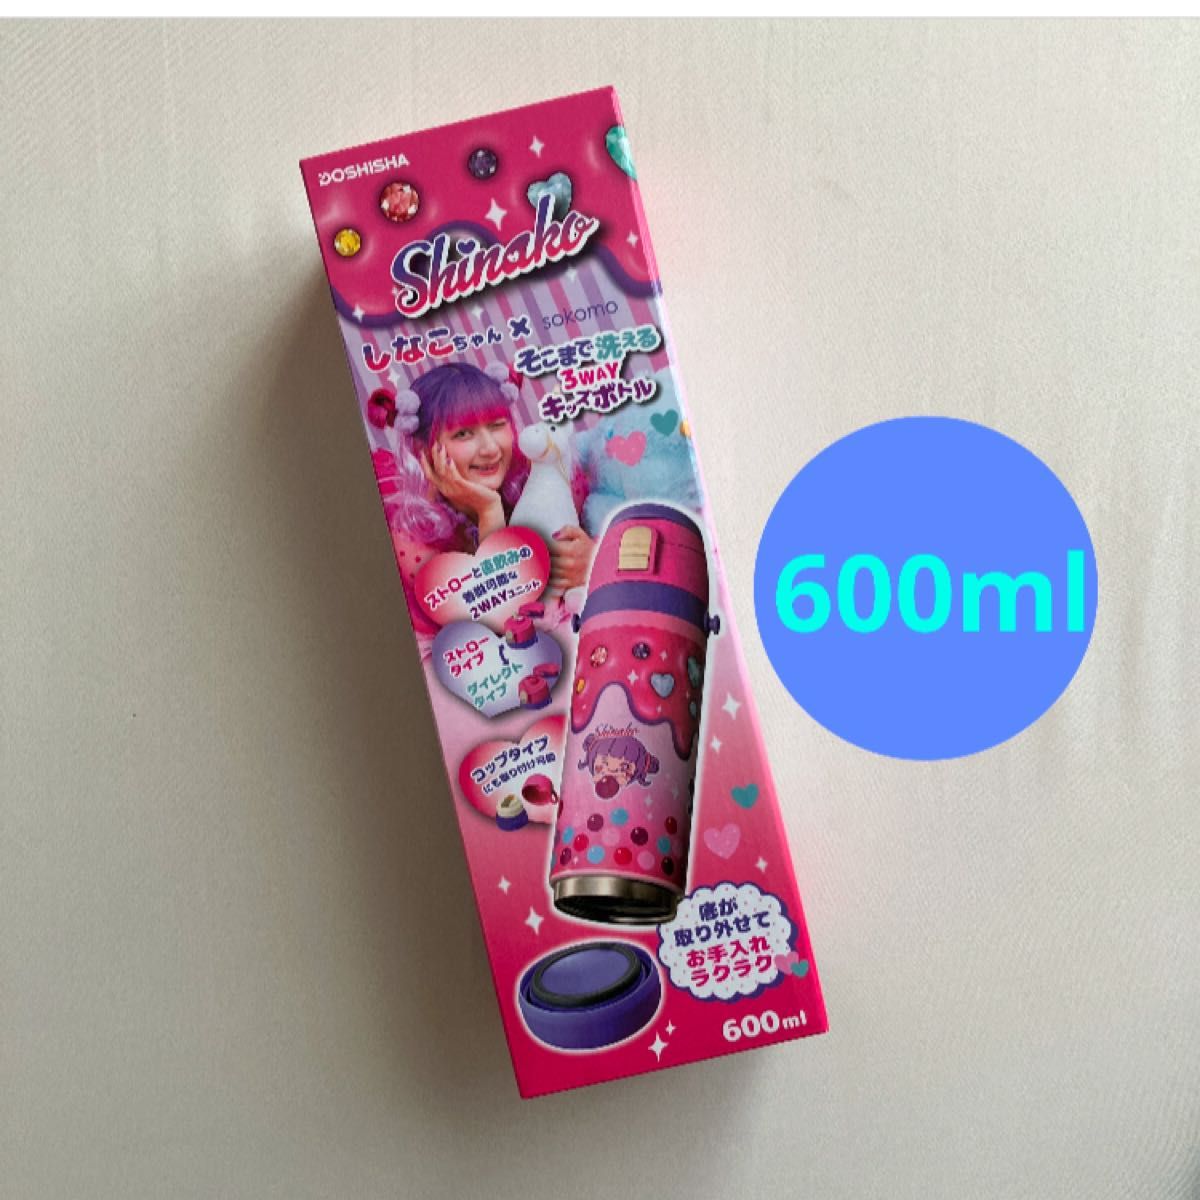 DOSHISHA
Shinako
しなこちゃん × sokomo
そこまで洗える
3WAY
キッズボトル
ストローと直飲みの
着替可能な
2WAYユニット
ストロー
タイプ
ダイレクト
タイプ
コップタイプ
にも取り付け可能
Shinako
底が
取り外せて
お手入れ
ラクラク
600ml
600ml